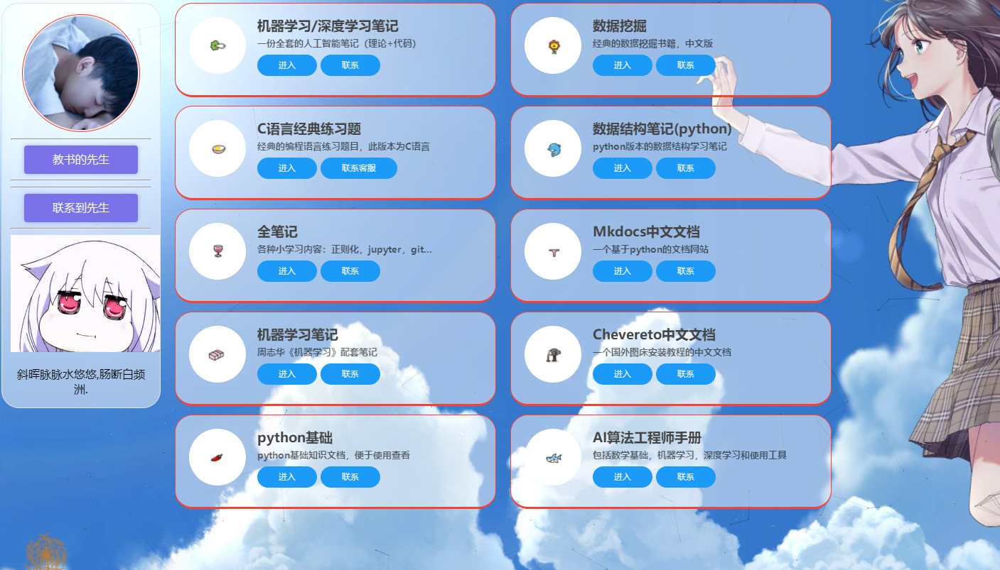 教书的先生
联系到先生
斜晖脉脉水悠悠,肠断白频
洲.
机器学习/深度学习笔记
一份全套的人工智能笔记（理论+代码）
进入 联系
数据挖掘
经典的数据挖掘书籍，中文版
进入 联系
C语言经典练习题
经典的编程语言练习题目，此版本为C语言
进入 联系客服
数据结构笔记(python)
python版本的数据结构学习笔记
进入 联系
全笔记
各种小学习内容：正则化，jupyter，git...
进入 联系
Mkdocs中文文档
一个基于python的文档网站
进入 联系
机器学习笔记
周志华《机器学习》配套笔记
进入 联系
Chevereto中文文档
一个国外图床安装教程的中文文档
进入 联系
python基础
python基础知识文档，便于使用查看
进入 联系
AI算法工程师手册
包括数学基础，机器学习，深度学习和使用工具
进入 联系